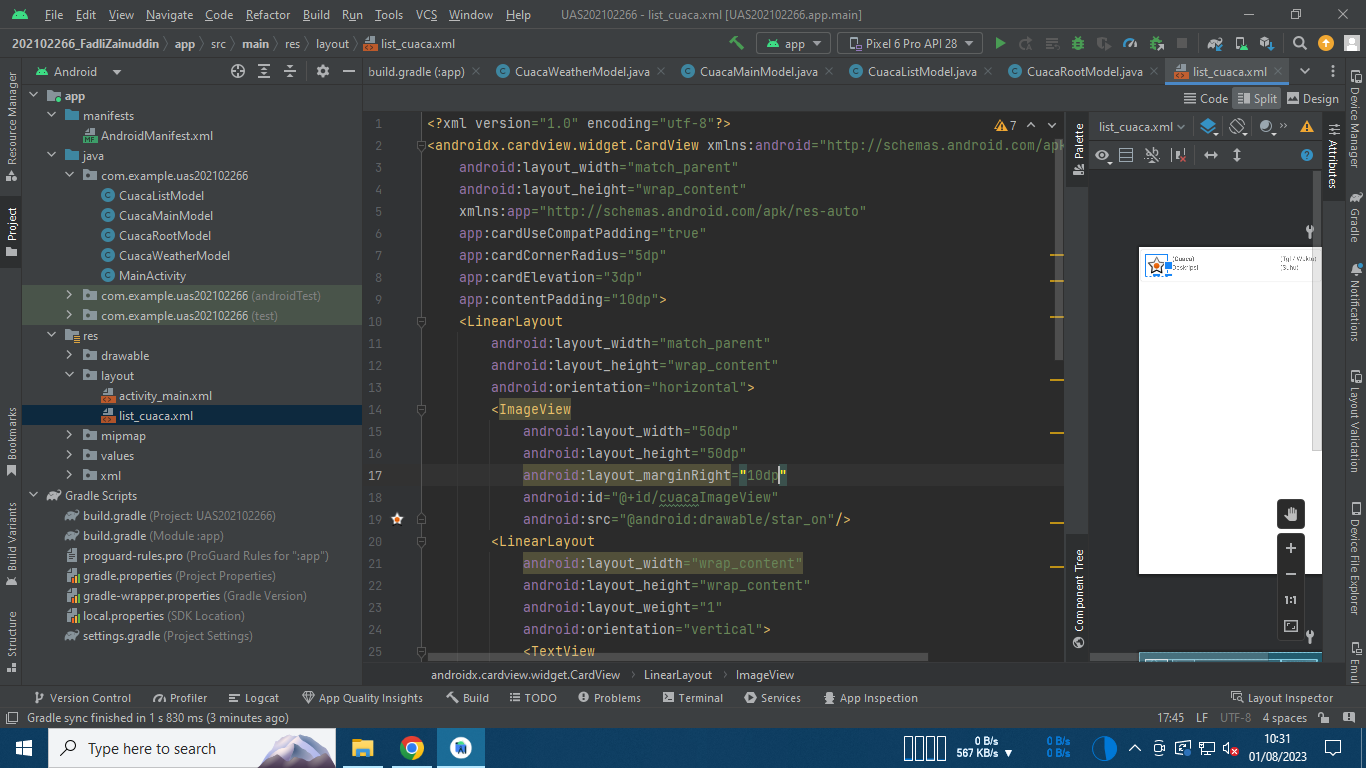 File Edit View Navigate Code Refactor Build Run Tools VCS Window Help UAS202102266 - list_cuaca.xml [UAS202102266.app.main]
202102266_FadliZainuddin app src main res layout list_cuaca.xml app Pixel 6 Pro API 28
Android build.gradle (:app) CuacaWeatherModel.java CuacaMainModel.java CuacaListModel.java CuacaRootModel.java list_cuaca.xml
Code Split Design
Resource Manager
Project
Bookmarks
Build Variants
Structure
app
manifests
AndroidManifest.xml
java
com.example.uas202102266
CuacaListModel
CuacaMainModel
CuacaRootModel
CuacaWeatherModel
MainActivity
com.example.uas202102266 (androidTest)
com.example.uas202102266 (test)
res
drawable
layout
activity_main.xml
list_cuaca.xml
mipmap
values
xml
Gradle Scripts
build.gradle (Project: UAS202102266)
build.gradle (Module :app)
proguard-rules.pro (ProGuard Rules for ":app")
gradle.properties (Project Properties)
gradle-wrapper.properties (Gradle Version)
local.properties (SDK Location)
settings.gradle (Project Settings)
1 <?xml version="1.0" encoding="utf-8"?>
2 <androidx.cardview.widget.CardView xmlns:android="http://schemas.android.com/apk
3 android:layout_width="match_parent"
4 android:layout_height="wrap_content"
5 xmlns:app="http://schemas.android.com/apk/res-auto"
6 app:cardUseCompatPadding="true"
7 app:cardCornerRadius="5dp"
8 app:cardElevation="3dp"
9 app:contentPadding="10dp">
10 <LinearLayout
11 android:layout_width="match_parent"
12 android:layout_height="wrap_content"
13 android:orientation="horizontal">
14 <ImageView
15 android:layout_width="50dp"
16 android:layout_height="50dp"
17 android:layout_marginRight="10dp"
18 android:id="@+id/cuacaImageView"
19 android:src="@android:drawable/star_on"/>
20 <LinearLayout
21 android:layout_width="wrap_content"
22 android:layout_height="wrap_content"
23 android:layout_weight="1"
24 android:orientation="vertical">
25 <TextView
7
androidx.cardview.widget.CardView LinearLayout ImageView
Palette
Component Tree
list_cuaca.xml
(Cuaca) (Tgl / Waktu)
Deskripsi (Suhu)
1:1
Attributes
Device Manager
Gradle
Notifications
Layout Validation
Device File Explorer
Emul
Version Control Profiler Logcat App Quality Insights Build TODO Problems Terminal Services App Inspection Layout Inspector
Gradle sync finished in 1 s 830 ms (3 minutes ago) 17:45 LF UTF-8 4 spaces
Type here to search
0 B/s
567 KB/s
0 B/s
0 B/s
10:31
01/08/2023